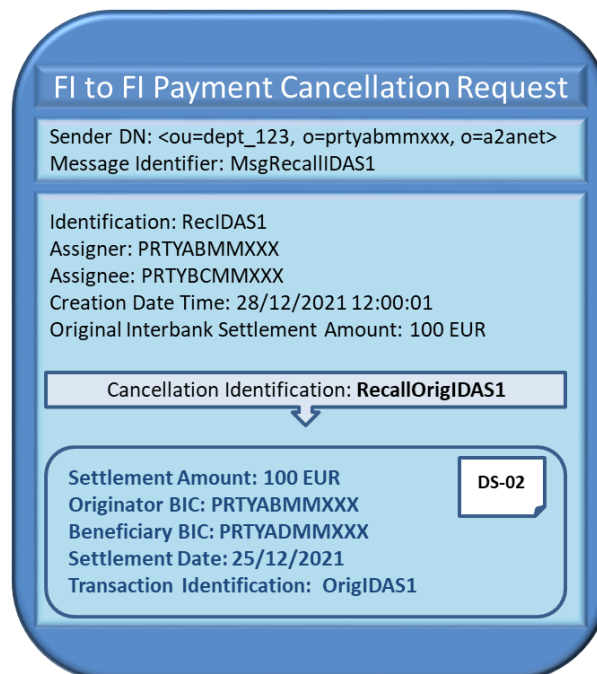 FI to FI Payment Cancellation Request
Sender DN: <ou=dept_123, o=prtyabmmxxx, o=a2anet>
Message Identifier: MsgRecallIDAS1
Identification: RecIDAS1
Assigner: PRTYABMMXXX
Assignee: PRTYBCMMXXX
Creation Date Time: 28/12/2021 12:00:01
Original Interbank Settlement Amount: 100 EUR
Cancellation Identification: RecallOrigIDAS1
Settlement Amount: 100 EUR
Originator BIC: PRTYABMMXXX
Beneficiary BIC: PRTYADMMXXX
Settlement Date: 25/12/2021
Transaction Identification: OrigIDAS1
DS-02